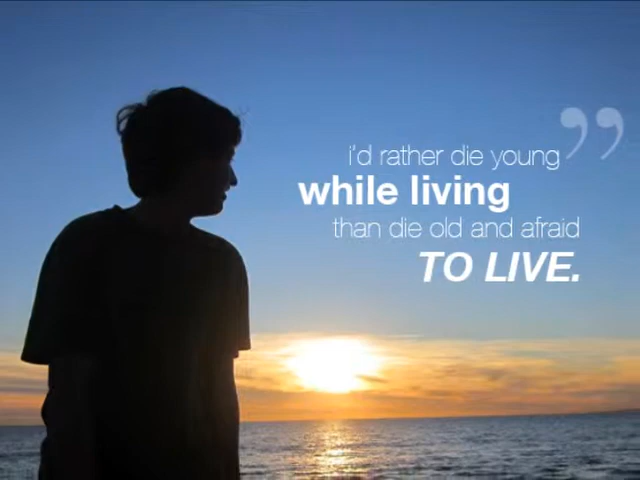 i'd rather die young ”
while living
than die old and afraid
TO LIVE.